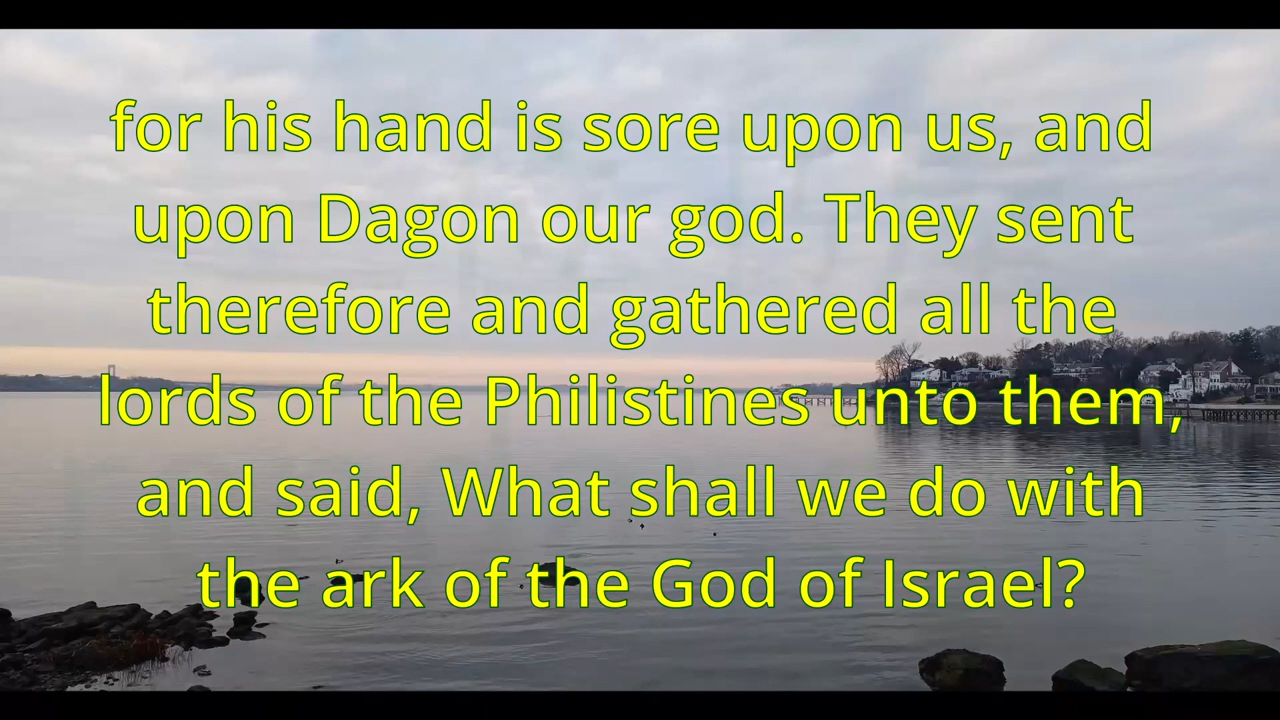 for his hand is sore upon us, and
upon Dagon our god. They sent
therefore and gathered all the
lords of the Philistines unto them,
and said, What shall we do with
the ark of the God of Israel?